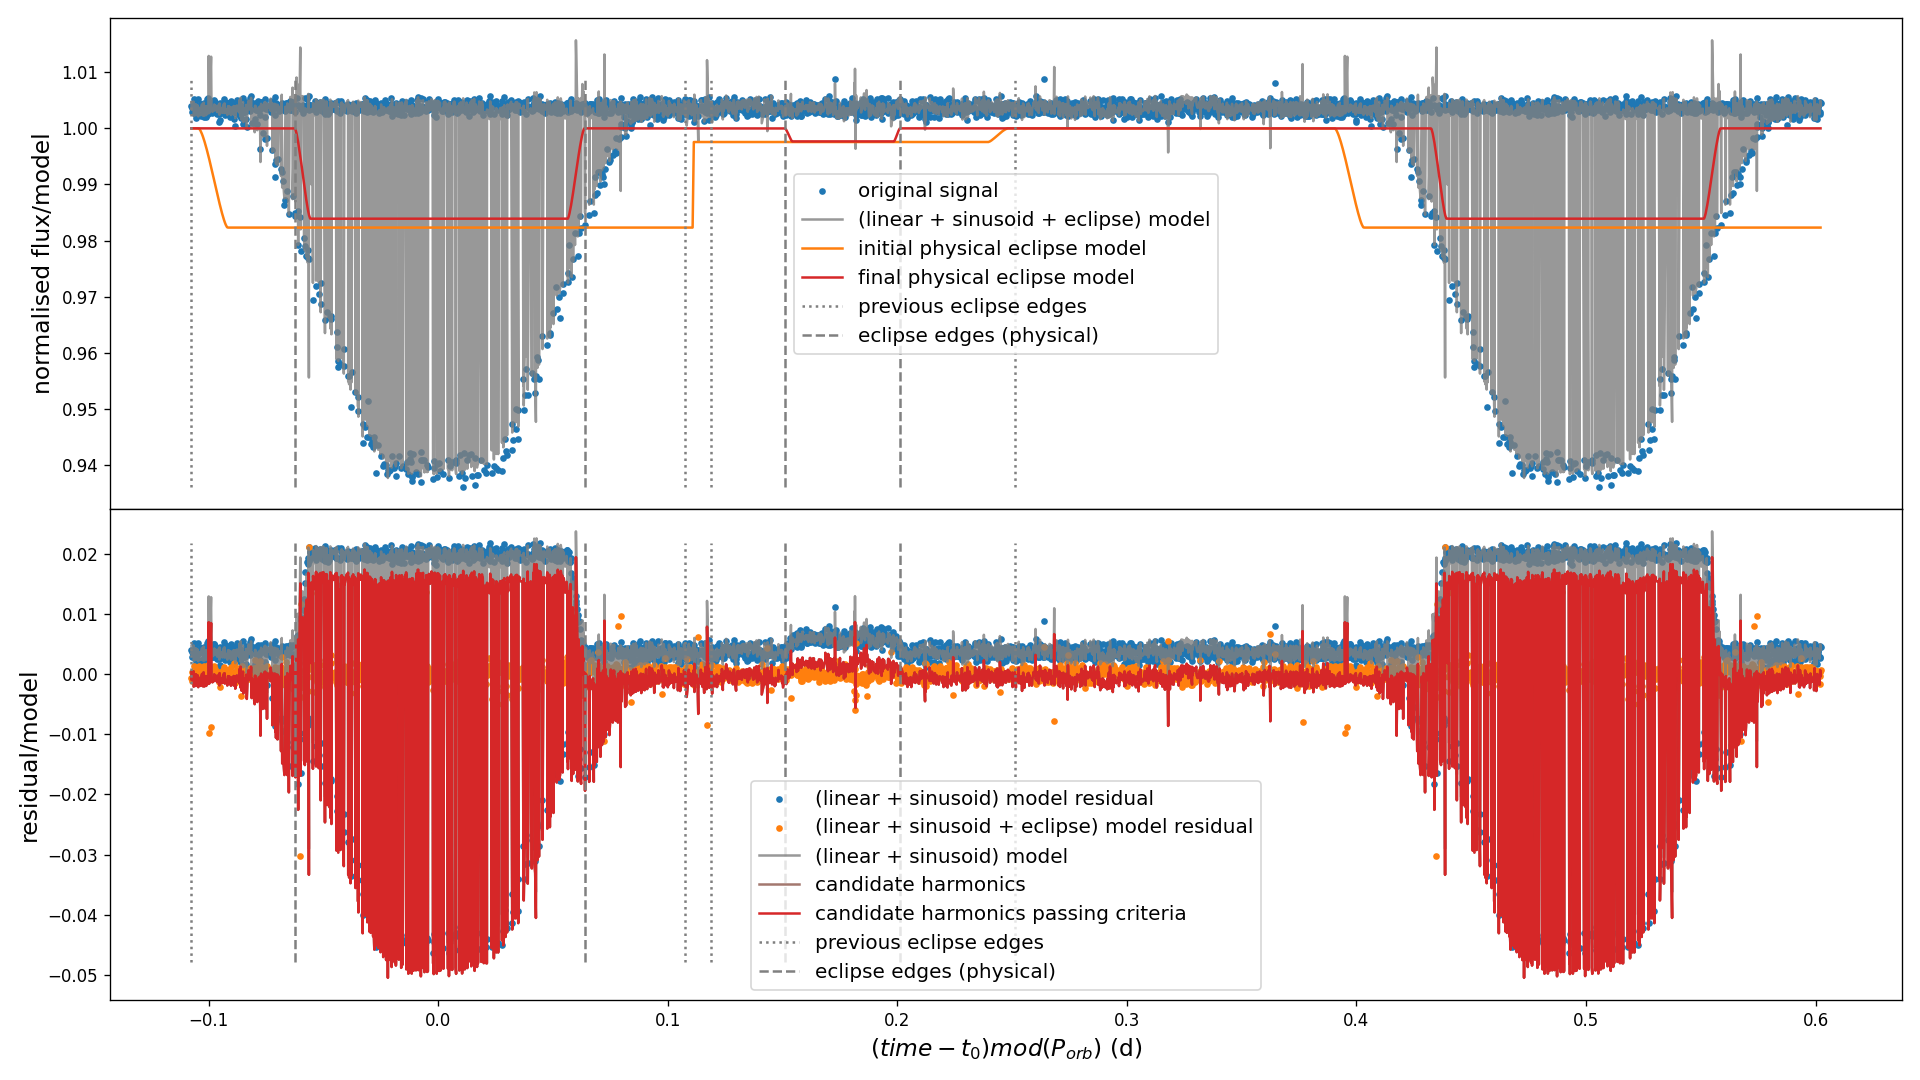 normalised flux/model
1.01
1.00
0.99
0.98
0.97
0.96
0.95
0.94
original signal
(linear + sinusoid + eclipse) model
initial physical eclipse model
final physical eclipse model
previous eclipse edges
eclipse edges (physical)
residual/model
0.02
0.01
0.00
−0.01
−0.02
−0.03
−0.04
−0.05
(linear + sinusoid) model residual
(linear + sinusoid + eclipse) model residual
(linear + sinusoid) model
candidate harmonics
candidate harmonics passing criteria
previous eclipse edges
eclipse edges (physical)
−0.1 0.0 0.1 0.2 0.3 0.4 0.5 0.6
(time − t₀)mod(P_orb) (d)